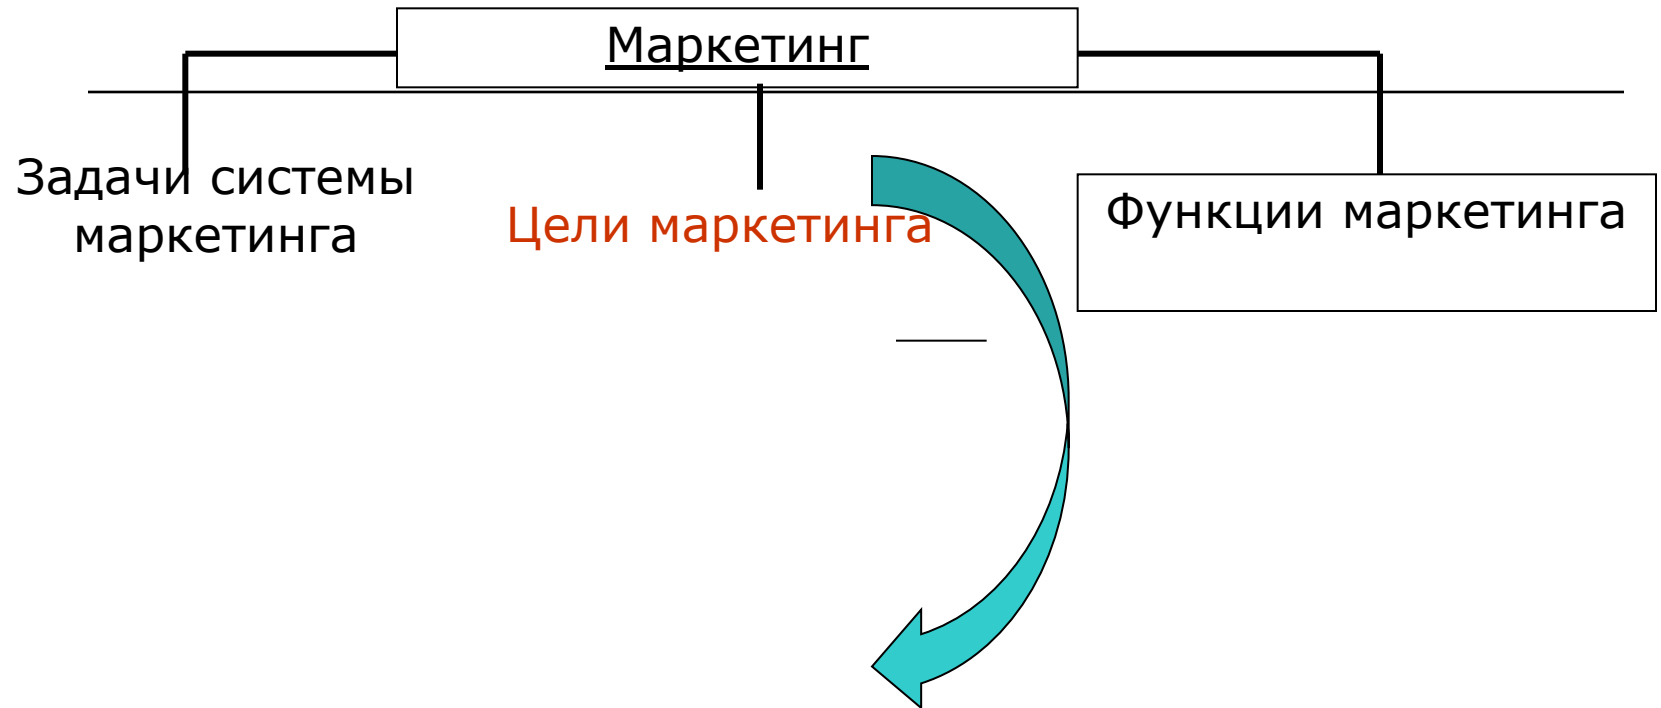 Маркетинг
Задачи системы
маркетинга
Цели маркетинга
Функции маркетинга